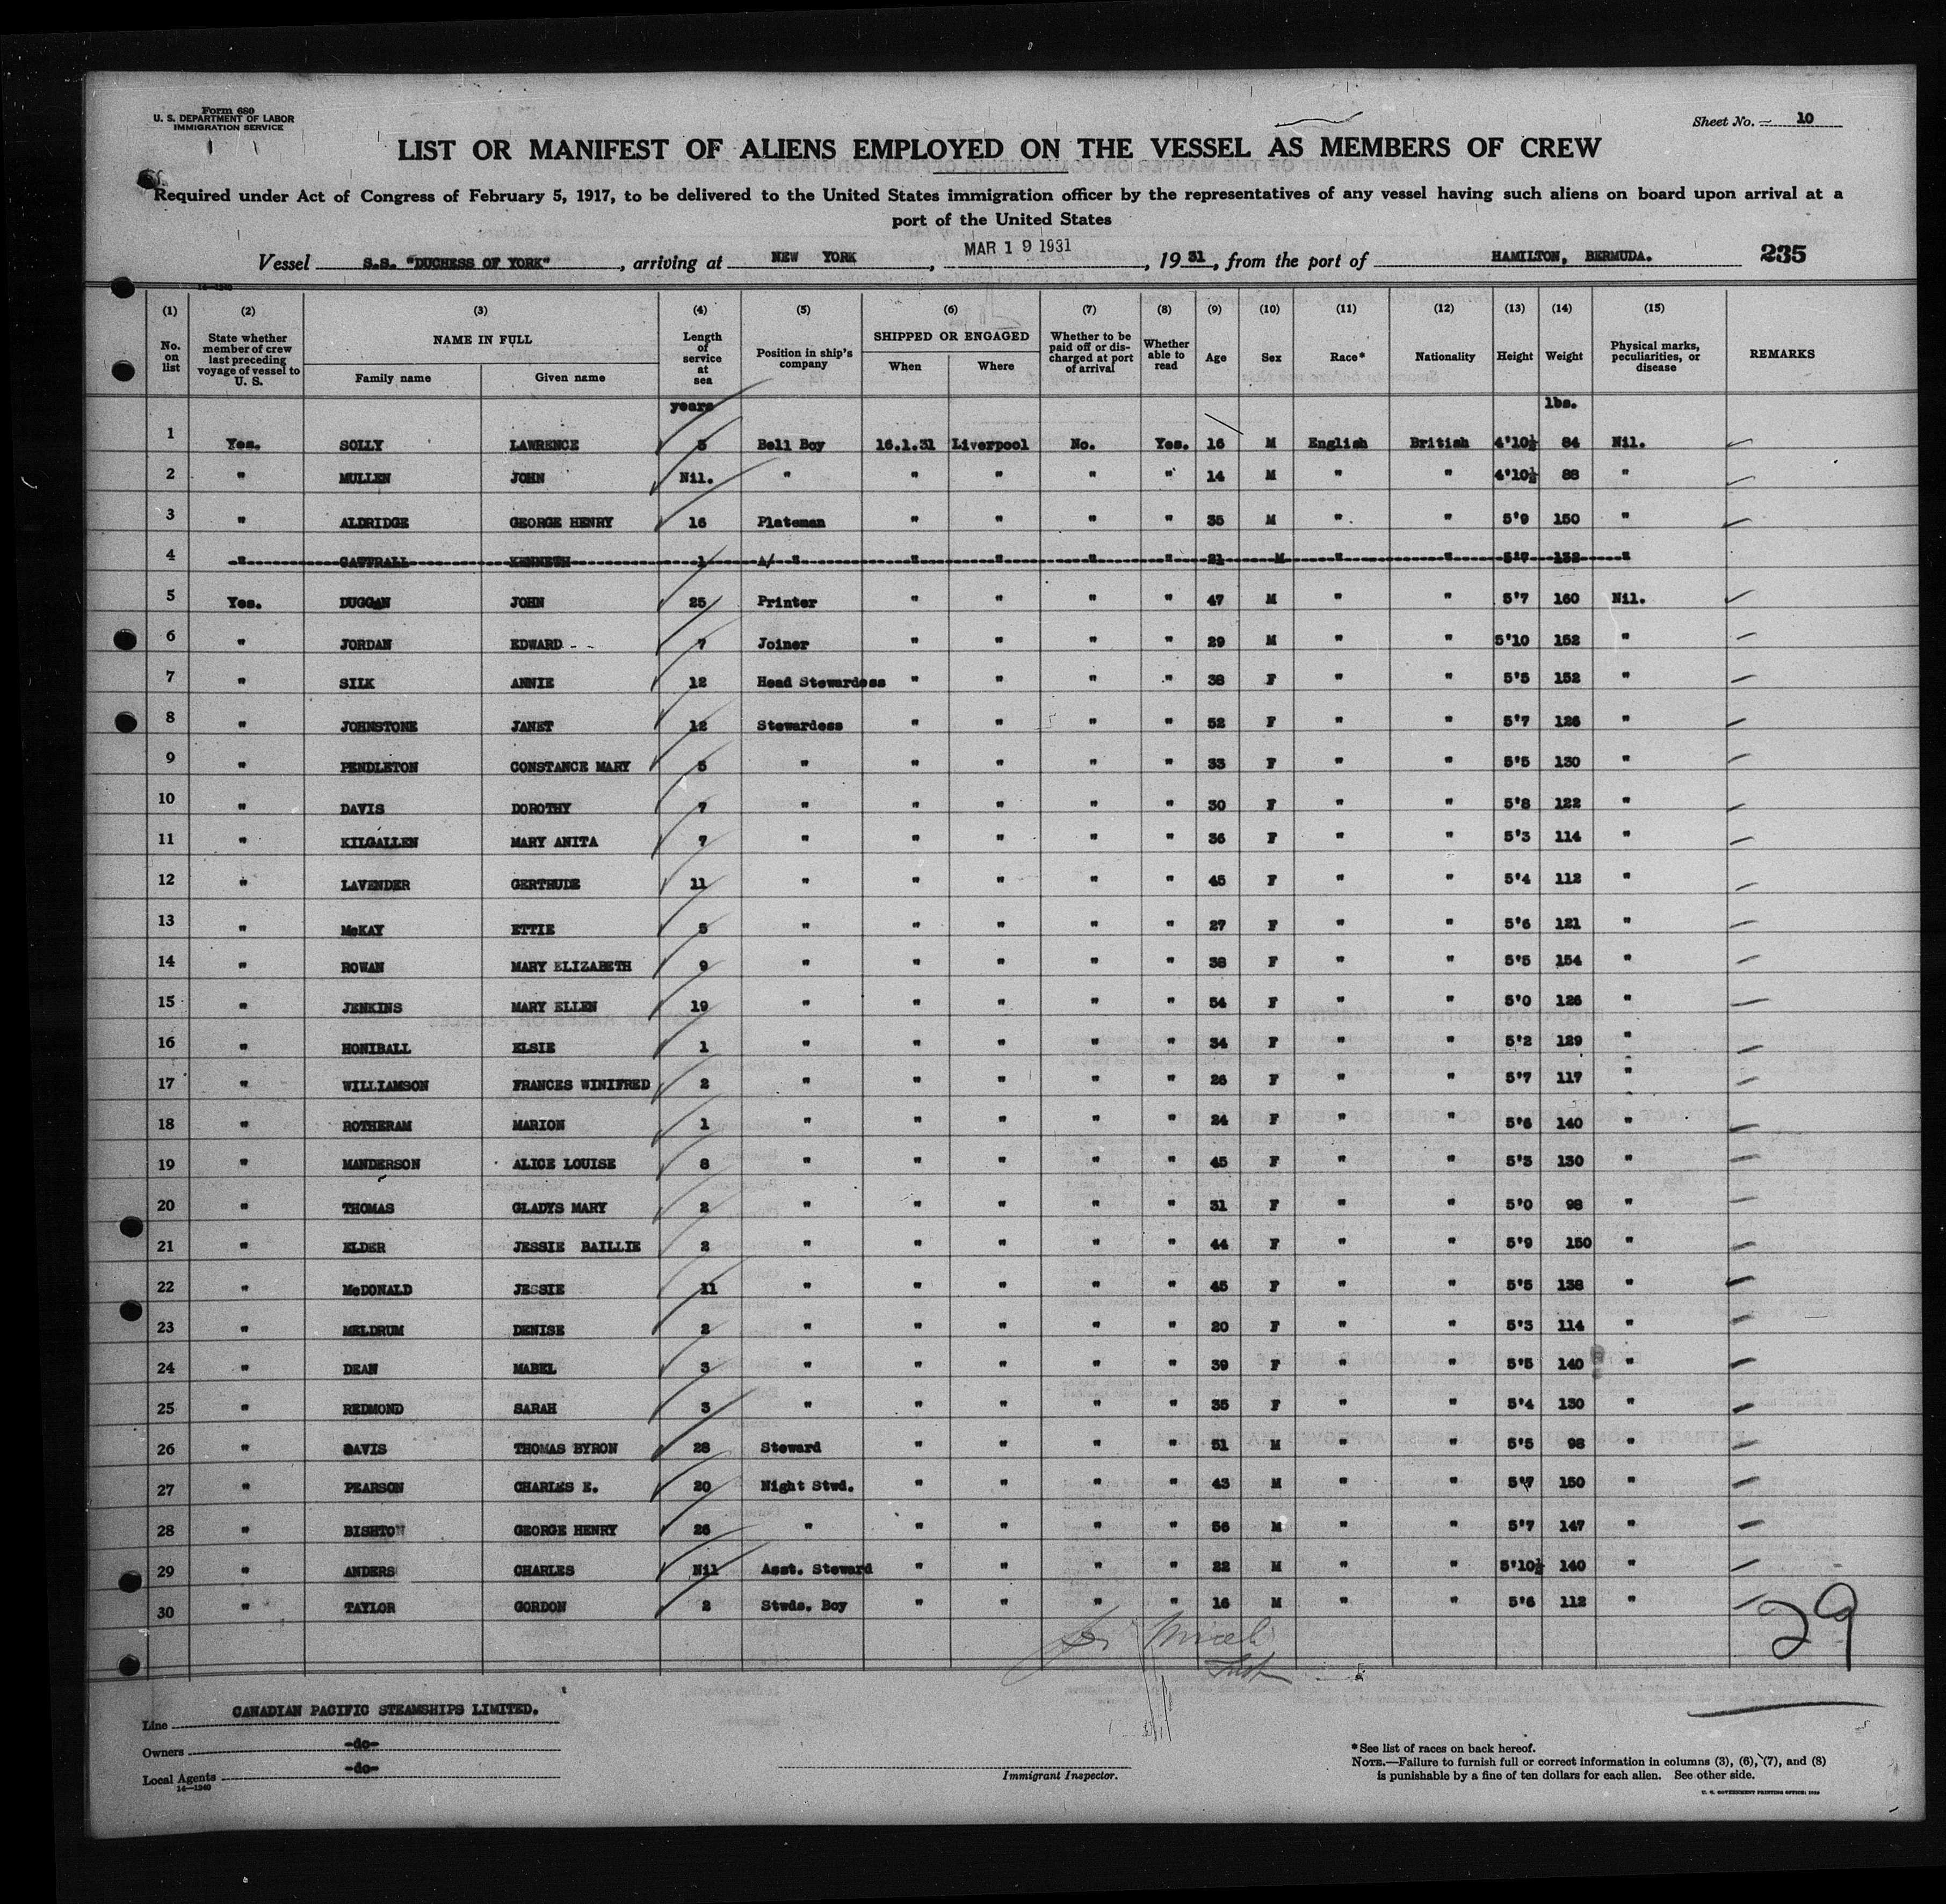 Form 680
U. S. DEPARTMENT OF LABOR
IMMIGRATION SERVICE
Sheet No. 10
LIST OR MANIFEST OF ALIENS EMPLOYED ON THE VESSEL AS MEMBERS OF CREW
Required under Act of Congress of February 5, 1917, to be delivered to the United States immigration officer by the representatives of any vessel having such aliens on board upon arrival at a
port of the United States
Vessel S.S. "DUCHESS OF YORK", arriving at NEW YORK, MAR 19 1931, 1931, from the port of HAMILTON, BERMUDA. 235
(1) (2) (3) (4) (5) (6) (7) (8) (9) (10) (11) (12) (13) (14) (15)
No. on list State whether member of crew last preceding voyage of vessel to U. S. NAME IN FULL Family name Given name Length of service at sea Position in ship's company SHIPPED OR ENGAGED When Where Whether to be paid off or discharged at port of arrival Whether able to read Age Sex Race* Nationality Height Weight Physical marks, peculiarities, or disease REMARKS
years lbs.
1 Yes. SOLLY LAWRENCE 5 Bell Boy 16.1.31 Liverpool No. Yes. 16 M English British 4'10½ 84 Nil.
2 " MULLEN JOHN Nil. " " " " " 14 M " " 4'10½ 88 "
3 " ALDRIDGE GEORGE HENRY 16 Plateman " " " " 35 M " " 5'9 150 "
4 " GAWTRALL KENNETH 1 A/ " " " " " 21 M " " 5'7 132 "
5 Yes. DUGGAN JOHN 25 Printer " " " " 47 M " " 5'7 160 Nil.
6 " JORDAN EDWARD 7 Joiner " " " " 29 M " " 5'10 152 "
7 " SILK ANNIE 12 Head Stewardess " " " " 38 F " " 5'5 152 "
8 " JOHNSTONE JANET 12 Stewardess " " " " 52 F " " 5'7 126 "
9 " PENDLETON CONSTANCE MARY 5 " " " " " 33 F " " 5'5 130 "
10 " DAVIS DOROTHY 7 " " " " " 30 F " " 5'8 122 "
11 " KILGALLEN MARY ANITA 7 " " " " " 36 F " " 5'3 114 "
12 " LAVENDER GERTRUDE 11 " " " " " 45 F " " 5'4 112 "
13 " McKAY ETTIE 5 " " " " " 27 F " " 5'6 121 "
14 " ROWAN MARY ELIZABETH 9 " " " " " 38 F " " 5'5 154 "
15 " JENKINS MARY ELLEN 19 " " " " " 54 F " " 5'0 126 "
16 " HONIBALL ELSIE 1 " " " " " 34 F " " 5'2 129 "
17 " WILLIAMSON FRANCES WINIFRED 2 " " " " " 26 F " " 5'7 117 "
18 " ROTHERAM MARION 1 " " " " " 24 F " " 5'6 140 "
19 " MANDERSON ALICE LOUISE 8 " " " " " 45 F " " 5'3 130 "
20 " THOMAS GLADYS MARY 2 " " " " " 31 F " " 5'0 98 "
21 " ELDER JESSIE BAILLIE 2 " " " " " 44 F " " 5'9 150 "
22 " McDONALD JESSIE 11 " " " " " 45 F " " 5'5 138 "
23 " MELDRUM DENISE 2 " " " " " 20 F " " 5'3 114 "
24 " DEAN MABEL 3 " " " " " 39 F " " 5'5 140 "
25 " REDMOND SARAH 3 " " " " " 35 F " " 5'4 130 "
26 " DAVIS THOMAS BYRON 28 Steward " " " " 51 M " " 5'5 98 "
27 " PEARSON CHARLES E. 20 Night Stwd. " " " " 43 M " " 5'7 150 "
28 " BISHTON GEORGE HENRY 26 " " " " " 56 M " " 5'7 147 "
29 " ANDERS CHARLES Nil Asst. Steward " " " " 22 M " " 5'10½ 140 "
30 " TAYLOR GORDON 2 Stwds. Boy " " " " 16 M " " 5'6 112 "
29
Line CANADIAN PACIFIC STEAMSHIPS LIMITED.
Owners -do-
Local Agents -do-
14—1240
Immigrant Inspector.
*See list of races on back hereof.
NOTE.—Failure to furnish full or correct information in columns (3), (6), (7), and (8)
is punishable by a fine of ten dollars for each alien. See other side.
U. S. GOVERNMENT PRINTING OFFICE: 1929